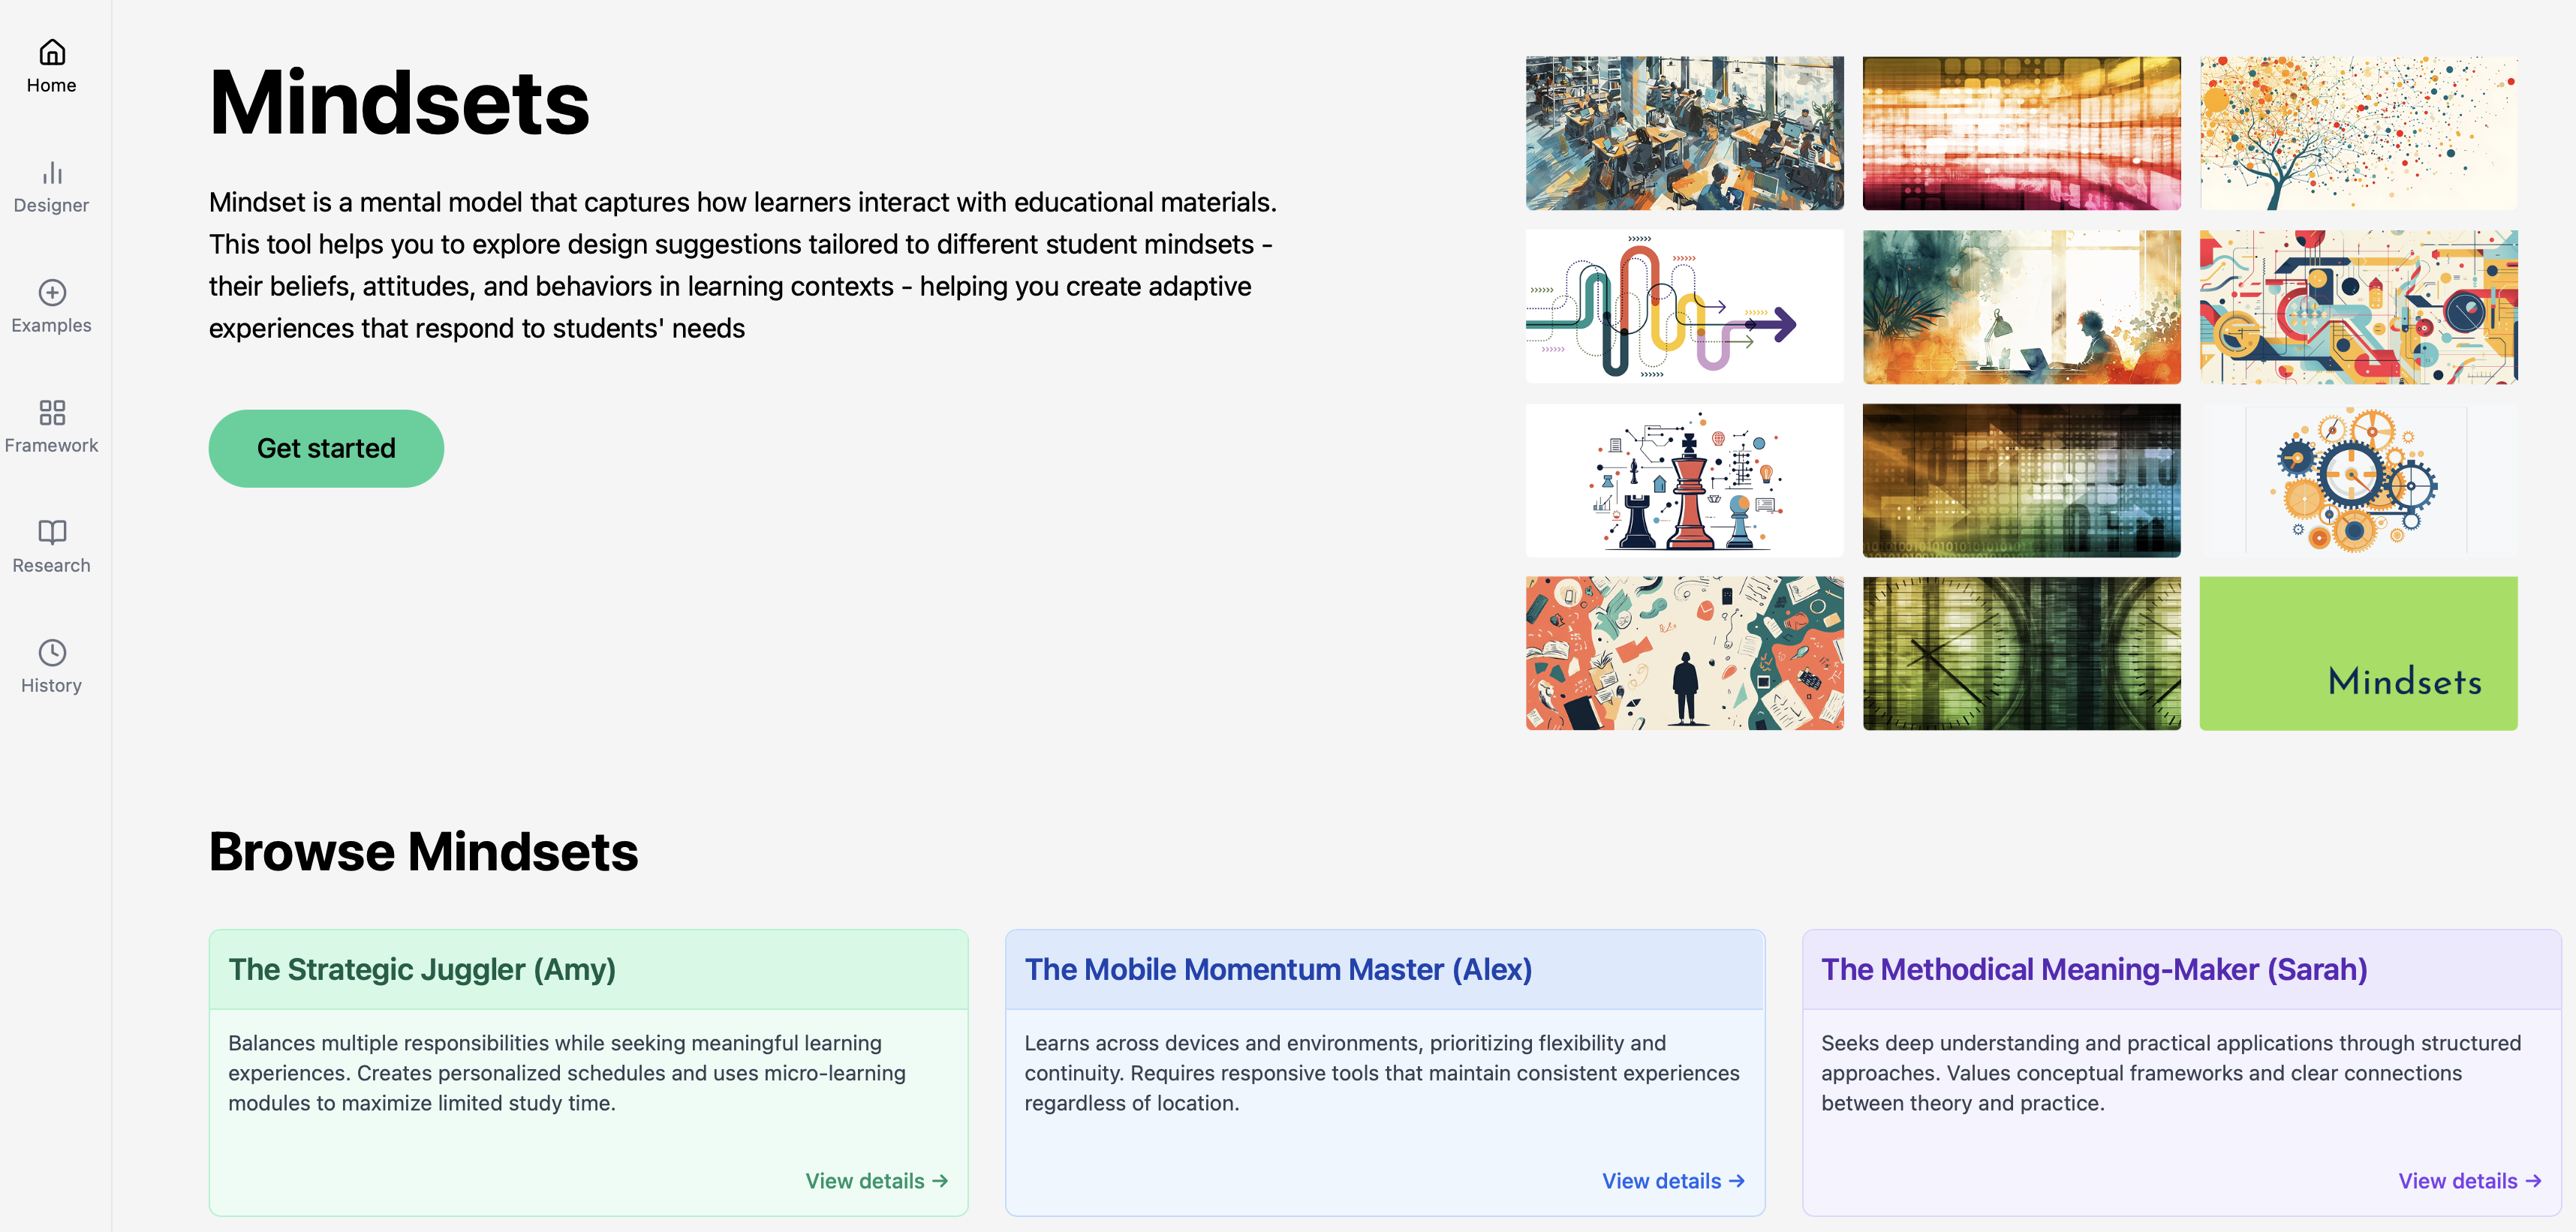 Home
Designer
Examples
Framework
Research
History
Mindsets
Mindset is a mental model that captures how learners interact with educational materials.
This tool helps you to explore design suggestions tailored to different student mindsets -
their beliefs, attitudes, and behaviors in learning contexts - helping you create adaptive
experiences that respond to students' needs
Get started
Mindsets
Browse Mindsets
The Strategic Juggler (Amy)
Balances multiple responsibilities while seeking meaningful learning
experiences. Creates personalized schedules and uses micro-learning
modules to maximize limited study time.
View details →
The Mobile Momentum Master (Alex)
Learns across devices and environments, prioritizing flexibility and
continuity. Requires responsive tools that maintain consistent experiences
regardless of location.
View details →
The Methodical Meaning-Maker (Sarah)
Seeks deep understanding and practical applications through structured
approaches. Values conceptual frameworks and clear connections
between theory and practice.
View details →